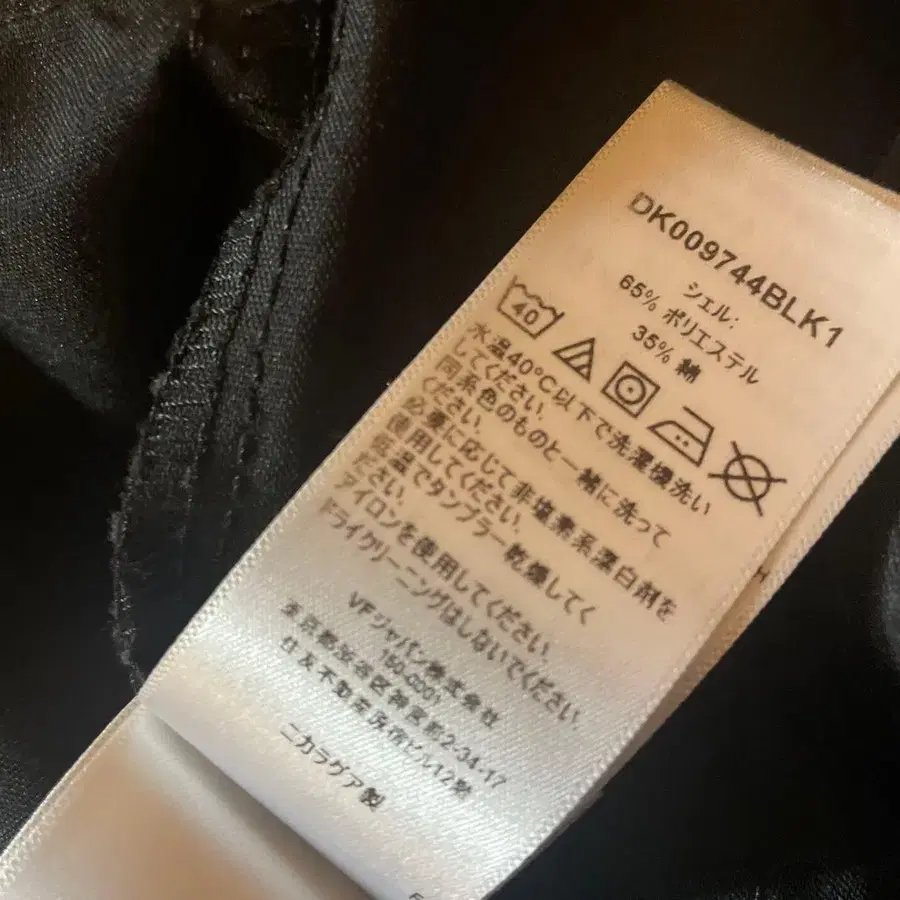 DK009744BLK1
シェル:
65% ポリエステル
35% 綿
40
水温40°C以下で洗濯機洗い
してください.
同系色のものと一緒に洗って
ください.
必要に応じて非塩素系漂白剤を
使用してください.
低温でタンブラー乾燥してく
ださい.
アイロンを使用してください.
ドライクリーニングはしないでください.
VFジャパン株式会社
150-0001
東京都渋谷区神宮前2-34-17
住友不動産原宿ビル12階
ニカラグア製
H
F